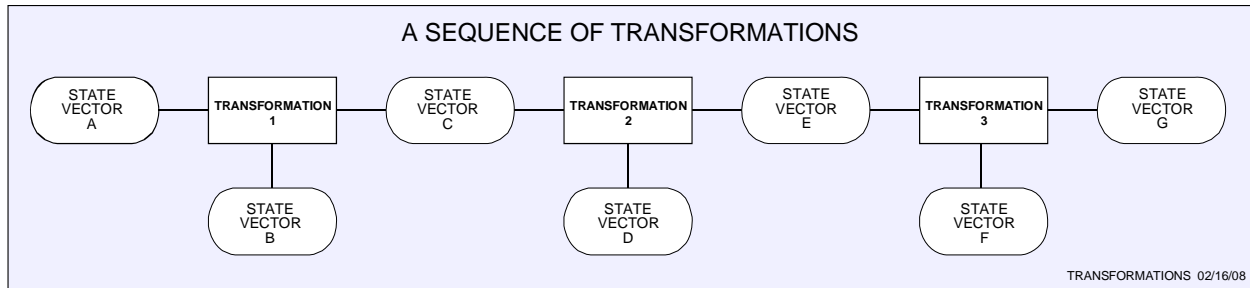 A SEQUENCE OF TRANSFORMATIONS
STATE
VECTOR
A
TRANSFORMATION
1
STATE
VECTOR
C
TRANSFORMATION
2
STATE
VECTOR
E
TRANSFORMATION
3
STATE
VECTOR
G
STATE
VECTOR
B
STATE
VECTOR
D
STATE
VECTOR
F
TRANSFORMATIONS 02/16/08